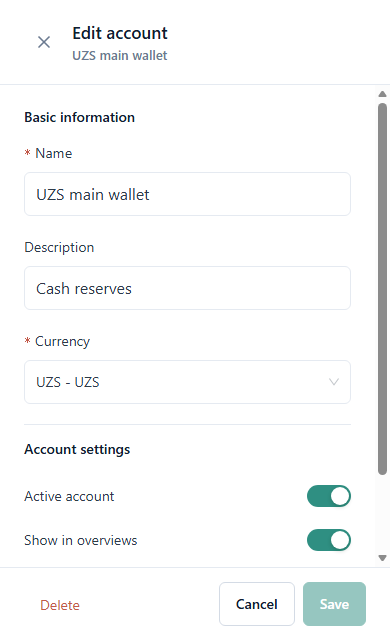 Edit account
UZS main wallet
Basic information
* Name
UZS main wallet
Description
Cash reserves
* Currency
UZS - UZS
Account settings
Active account
Show in overviews
Delete
Cancel
Save